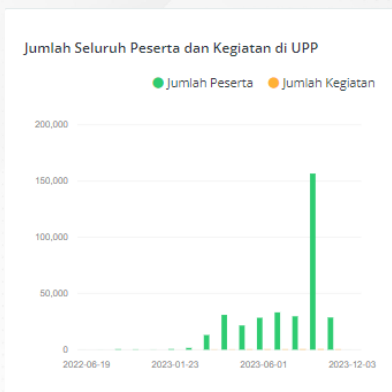 Jumlah Seluruh Peserta dan Kegiatan di UPP
Jumlah Peserta Jumlah Kegiatan
200,000
150,000
100,000
50,000
0
2022-06-19 2023-01-23 2023-06-01 2023-12-03